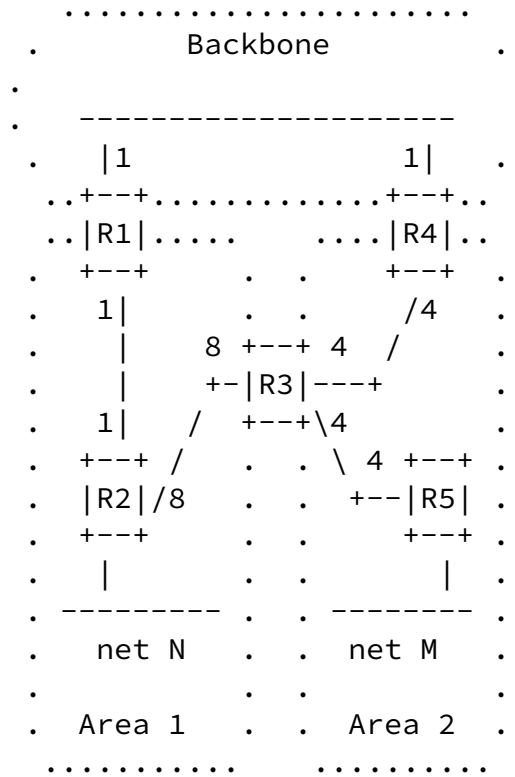 Backbone
1 1
R1 R4
1 4
8 4
R3
1 4
4
R2 8 R5
net N net M
Area 1 Area 2